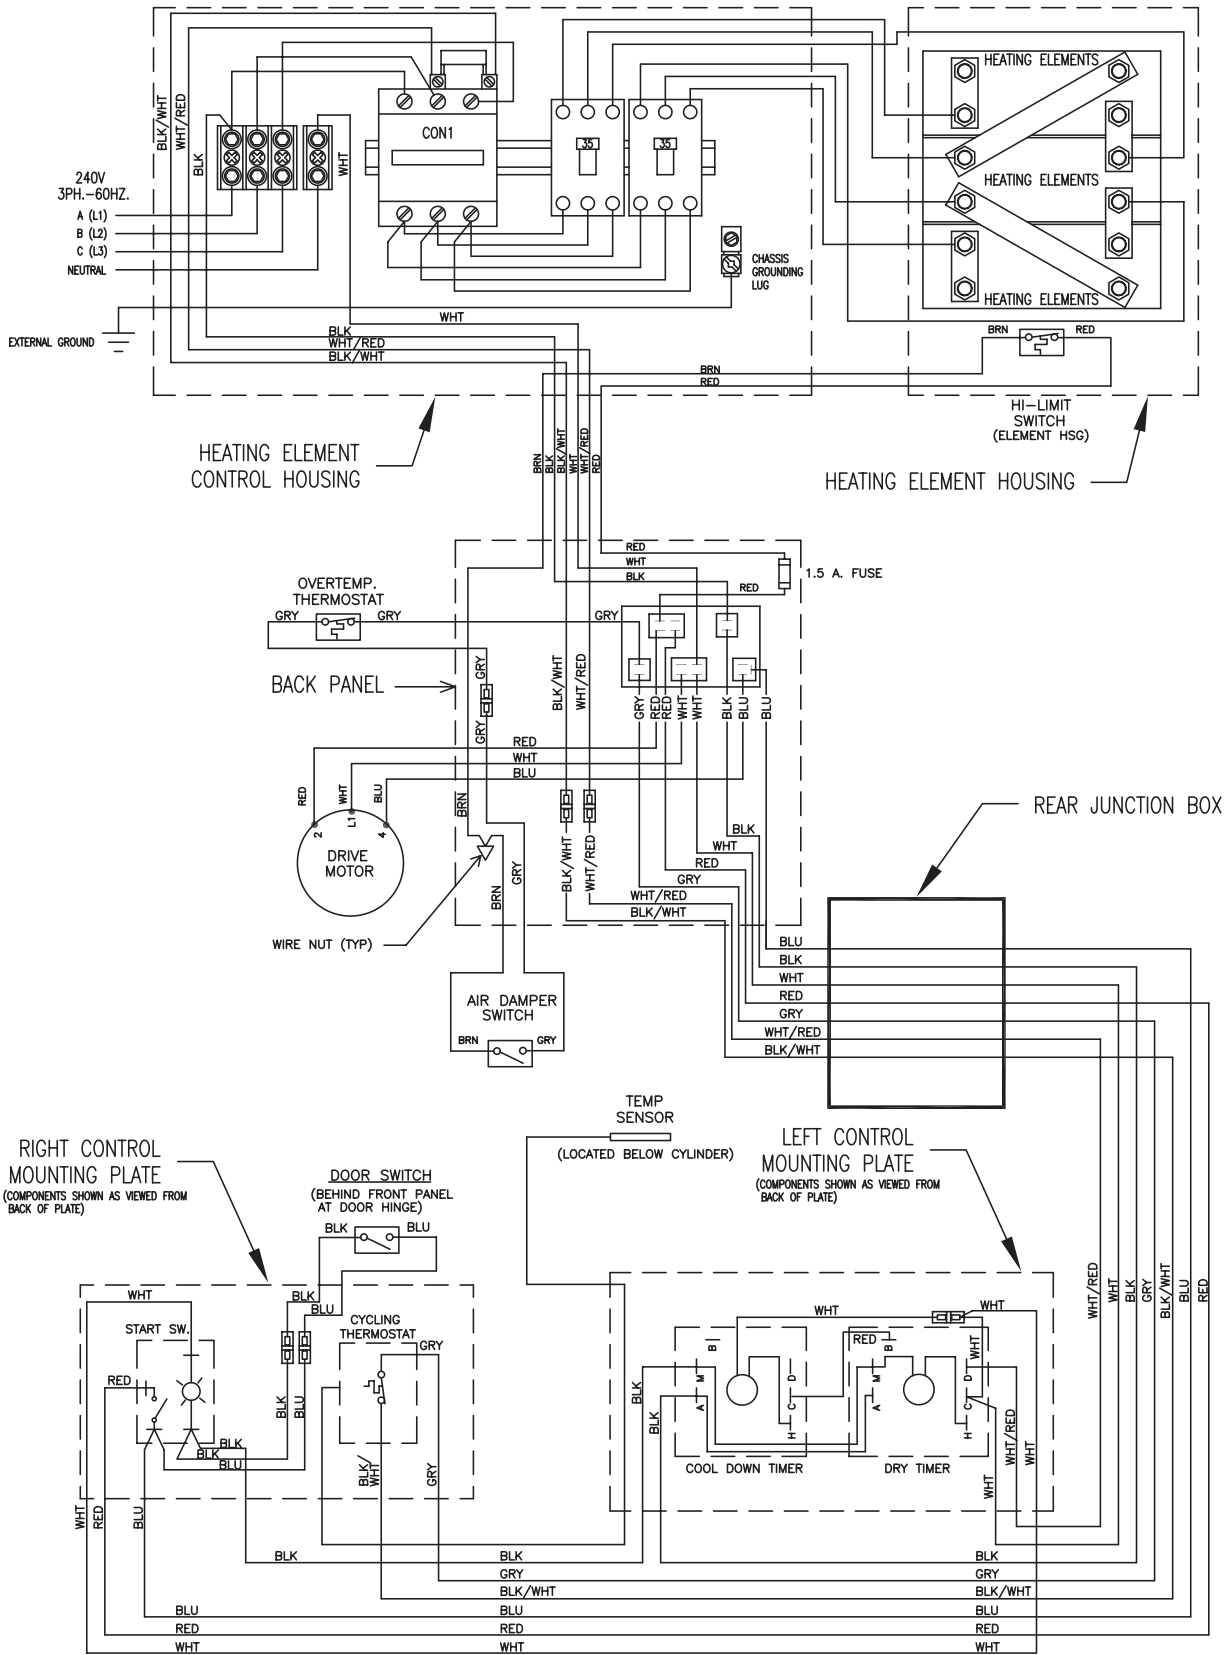 BLK/WHT
WHT/RED
BLK
WHT
CON1
35
35
HEATING ELEMENTS
HEATING ELEMENTS
HEATING ELEMENTS
240V
3PH.-60HZ.
A (L1)
B (L2)
C (L3)
NEUTRAL
EXTERNAL GROUND
CHASSIS
GROUNDING
LUG
WHT
BLK
WHT/RED
BLK/WHT
BRN
RED
BRN
RED
HI-LIMIT
SWITCH
(ELEMENT HSG)
HEATING ELEMENT
CONTROL HOUSING
HEATING ELEMENT HOUSING
BRN
BLK
BLK/WHT
WHT
WHT/RED
RED
RED
WHT
BLK
RED
1.5 A. FUSE
OVERTEMP.
THERMOSTAT
GRY
GRY
GRY
BACK PANEL
GRY
GRY
BLK/WHT
WHT/RED
GRY
RED
RED
WHT
WHT
BLK
BLU
BLU
RED
WHT
BLU
RED
WHT
BLU
2
L1
4
DRIVE
MOTOR
WIRE NUT (TYP)
BRN
BRN
GRY
BLK/WHT
WHT/RED
BLK
WHT
RED
GRY
WHT/RED
BLK/WHT
REAR JUNCTION BOX
BLU
BLK
WHT
RED
GRY
WHT/RED
BLK/WHT
AIR DAMPER
SWITCH
BRN
GRY
TEMP
SENSOR
(LOCATED BELOW CYLINDER)
RIGHT CONTROL
MOUNTING PLATE
(COMPONENTS SHOWN AS VIEWED FROM
BACK OF PLATE)
DOOR SWITCH
(BEHIND FRONT PANEL
AT DOOR HINGE)
BLK
BLU
LEFT CONTROL
MOUNTING PLATE
(COMPONENTS SHOWN AS VIEWED FROM
BACK OF PLATE)
WHT/RED
WHT
BLK
GRY
BLK/WHT
BLU
RED
WHT
START SW.
RED
BLK
BLU
CYCLING
THERMOSTAT
GRY
BLK
BLU
BLK
BLK
BLU
BLK/
WHT
GRY
WHT
RED
BLU
WHT
WHT
RED
WHT
B
M
A
D
C
H
B
M
A
D
C
H
BLK
BLK
COOL DOWN TIMER
DRY TIMER
WHT/RED
WHT
WHT
BLK
BLK
BLK
GRY
GRY
BLK/WHT
BLK/WHT
BLU
BLU
BLU
RED
RED
RED
WHT
WHT
WHT